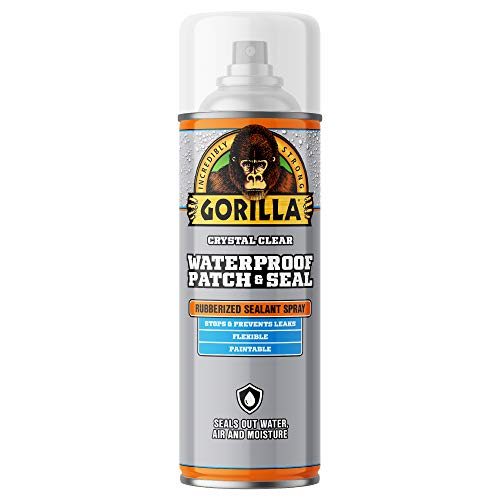 INCREDIBLY STRONG
GORILLA
CRYSTAL CLEAR
WATERPROOF
PATCH & SEAL
RUBBERIZED SEALANT SPRAY
STOPS & PREVENTS LEAKS
FLEXIBLE
PAINTABLE
SEALS OUT WATER,
AIR AND MOISTURE